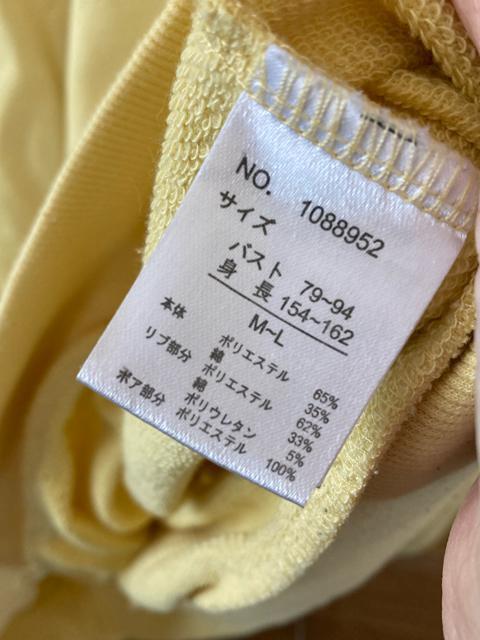 NO. 1088952
サイズ
バスト 79~94
身長 154~162
M~L
本体 ポリエステル 65%
綿 35%
リブ部分 ポリエステル 62%
綿 33%
ポリウレタン 5%
ボア部分 ポリエステル 100%